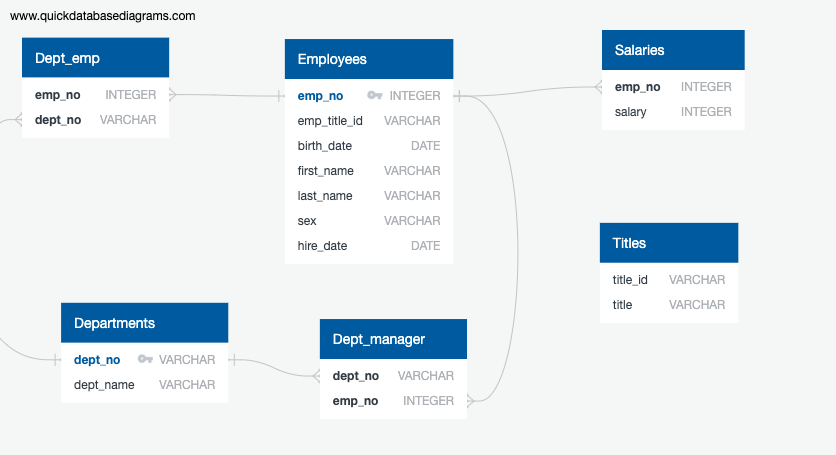 www.quickdatabasediagrams.com
Dept_emp
emp_no INTEGER
dept_no VARCHAR
Employees
emp_no INTEGER
emp_title_id VARCHAR
birth_date DATE
first_name VARCHAR
last_name VARCHAR
sex VARCHAR
hire_date DATE
Salaries
emp_no INTEGER
salary INTEGER
Titles
title_id VARCHAR
title VARCHAR
Departments
dept_no VARCHAR
dept_name VARCHAR
Dept_manager
dept_no VARCHAR
emp_no INTEGER